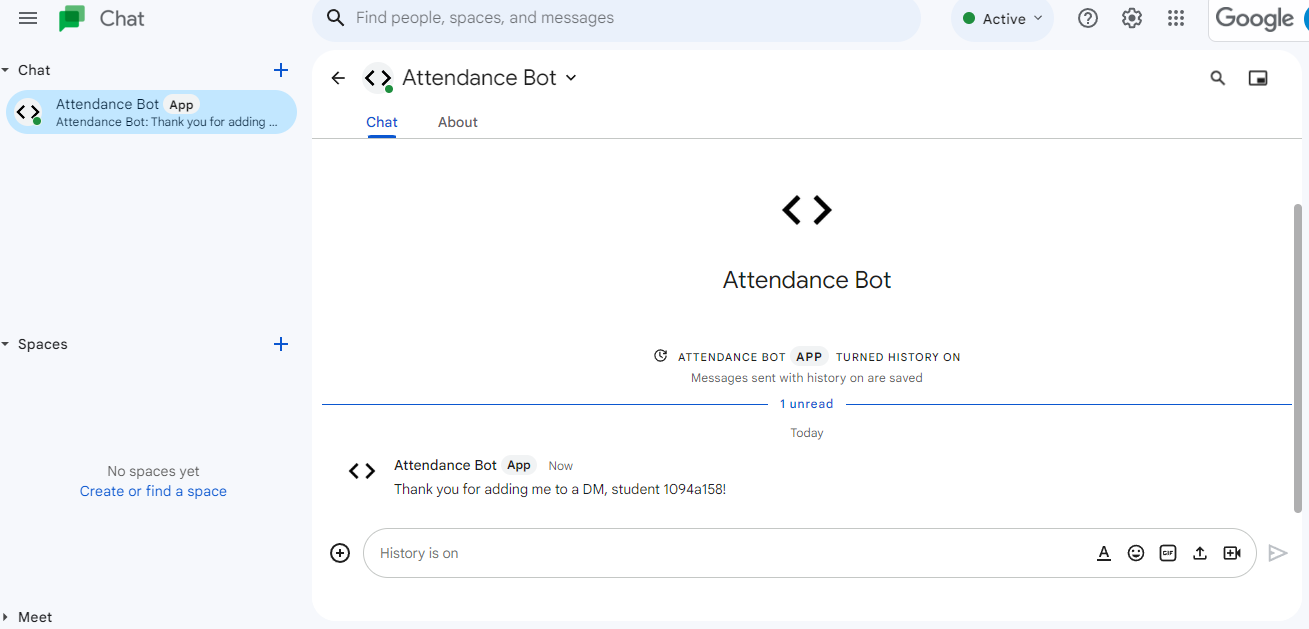 Chat
Find people, spaces, and messages
Active
Google
Chat
Attendance Bot App
Attendance Bot: Thank you for adding ...
Spaces
No spaces yet
Create or find a space
Meet
Attendance Bot
Chat About
Attendance Bot
ATTENDANCE BOT APP TURNED HISTORY ON
Messages sent with history on are saved
1 unread
Today
Attendance Bot App Now
Thank you for adding me to a DM, student 1094a158!
History is on
GIF